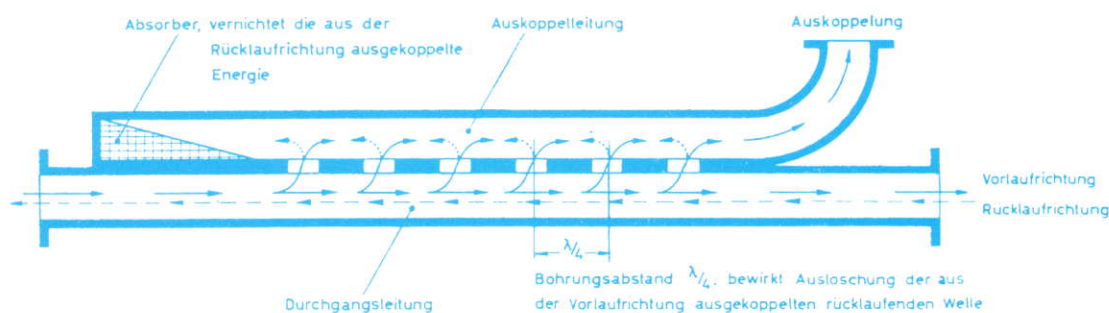 Absorber, vernichtet die aus der
Rücklaufrichtung ausgekoppelte
Energie
Auskoppelleitung
Auskoppelung
Vorlaufrichtung
Rücklaufrichtung
λ/4
Durchgangsleitung
Bohrungsabstand λ/4, bewirkt Auslöschung der aus
der Vorlaufrichtung ausgekoppelten rücklaufenden Welle